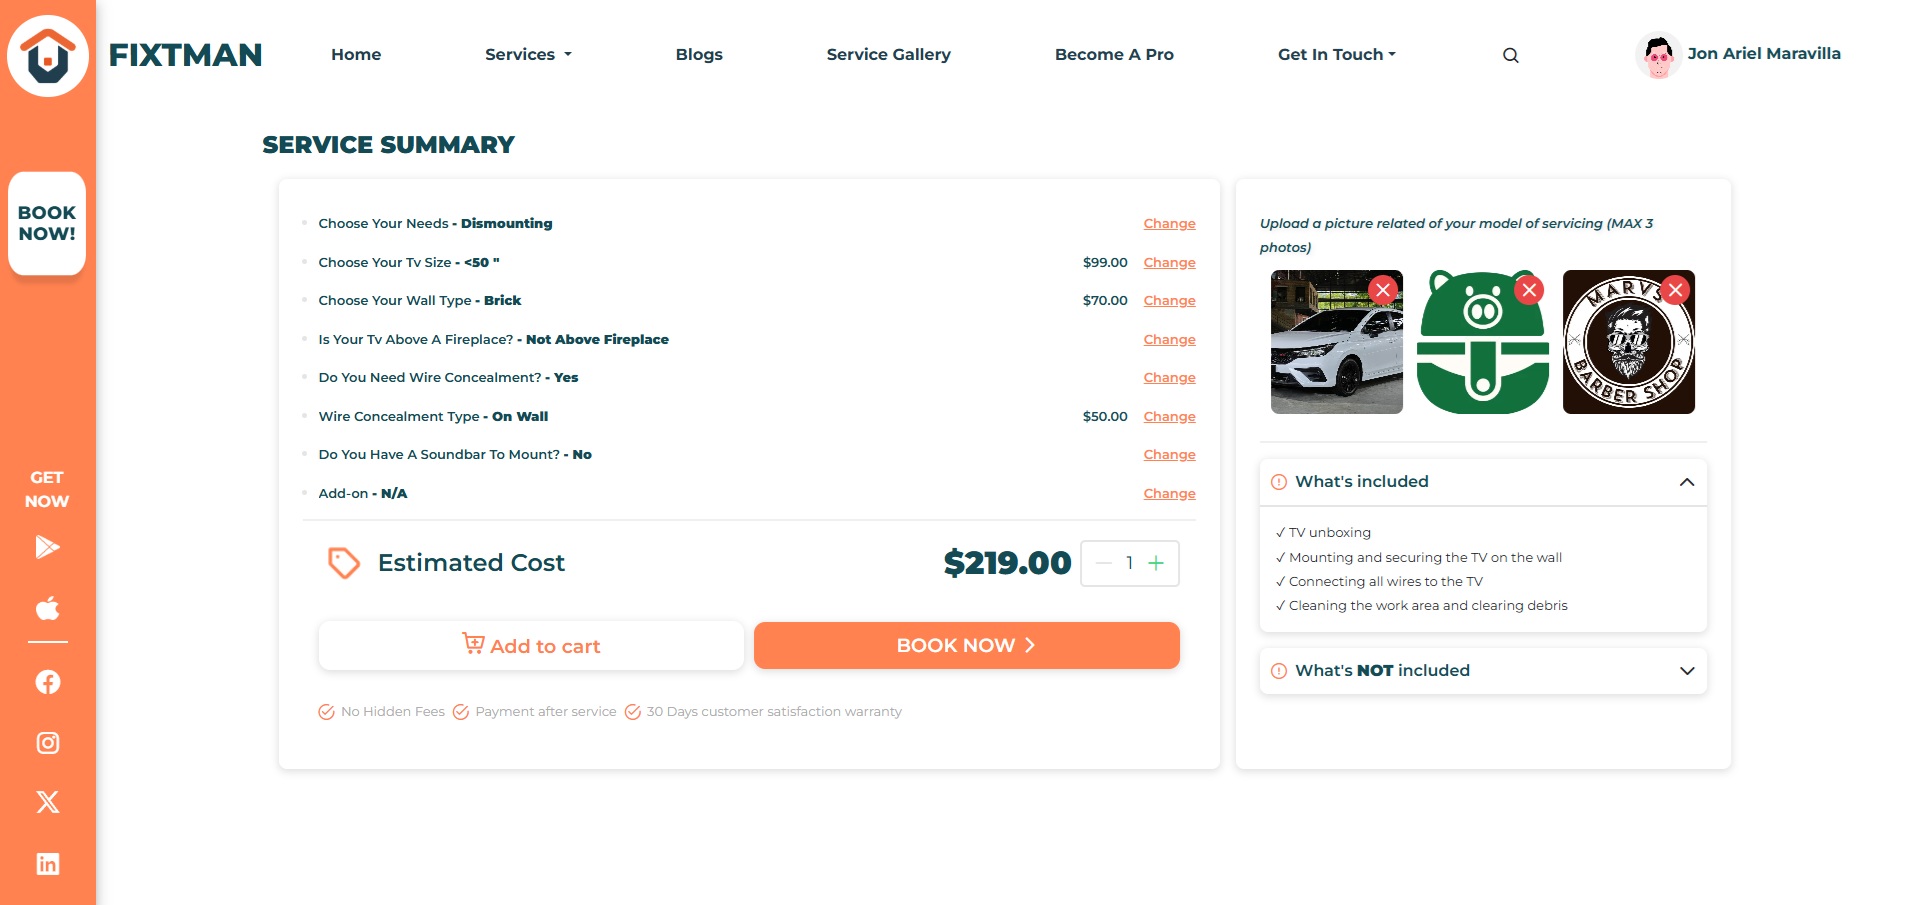 FIXTMAN
Home
Services
Blogs
Service Gallery
Become A Pro
Get In Touch
Jon Ariel Maravilla
BOOK
NOW!
GET
NOW
SERVICE SUMMARY
Choose Your Needs - Dismounting Change
Choose Your Tv Size - <50 " $99.00 Change
Choose Your Wall Type - Brick $70.00 Change
Is Your Tv Above A Fireplace? - Not Above Fireplace Change
Do You Need Wire Concealment? - Yes Change
Wire Concealment Type - On Wall $50.00 Change
Do You Have A Soundbar To Mount? - No Change
Add-on - N/A Change
Estimated Cost $219.00 1
Add to cart
BOOK NOW
No Hidden Fees Payment after service 30 Days customer satisfaction warranty
Upload a picture related of your model of servicing (MAX 3
photos)
MARVS
BARBER SHOP
What's included
✓ TV unboxing
✓ Mounting and securing the TV on the wall
✓ Connecting all wires to the TV
✓ Cleaning the work area and clearing debris
What's NOT included